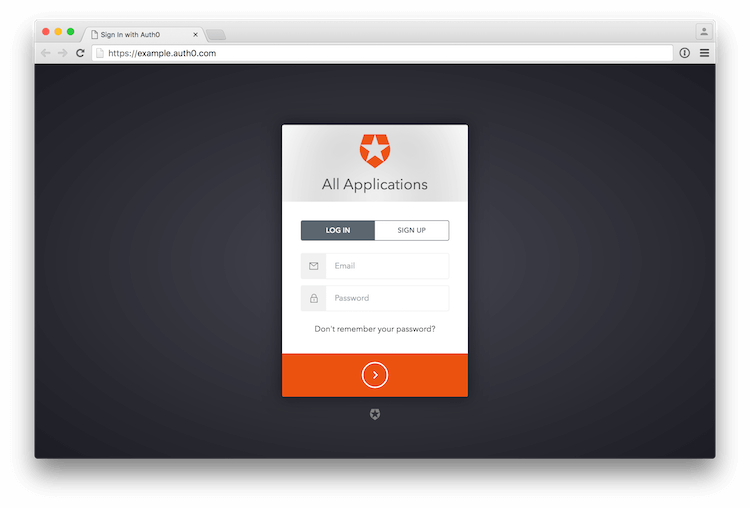 Sign In with Auth0
https://example.auth0.com
All Applications
LOG IN
SIGN UP
Email
Password
Don't remember your password?